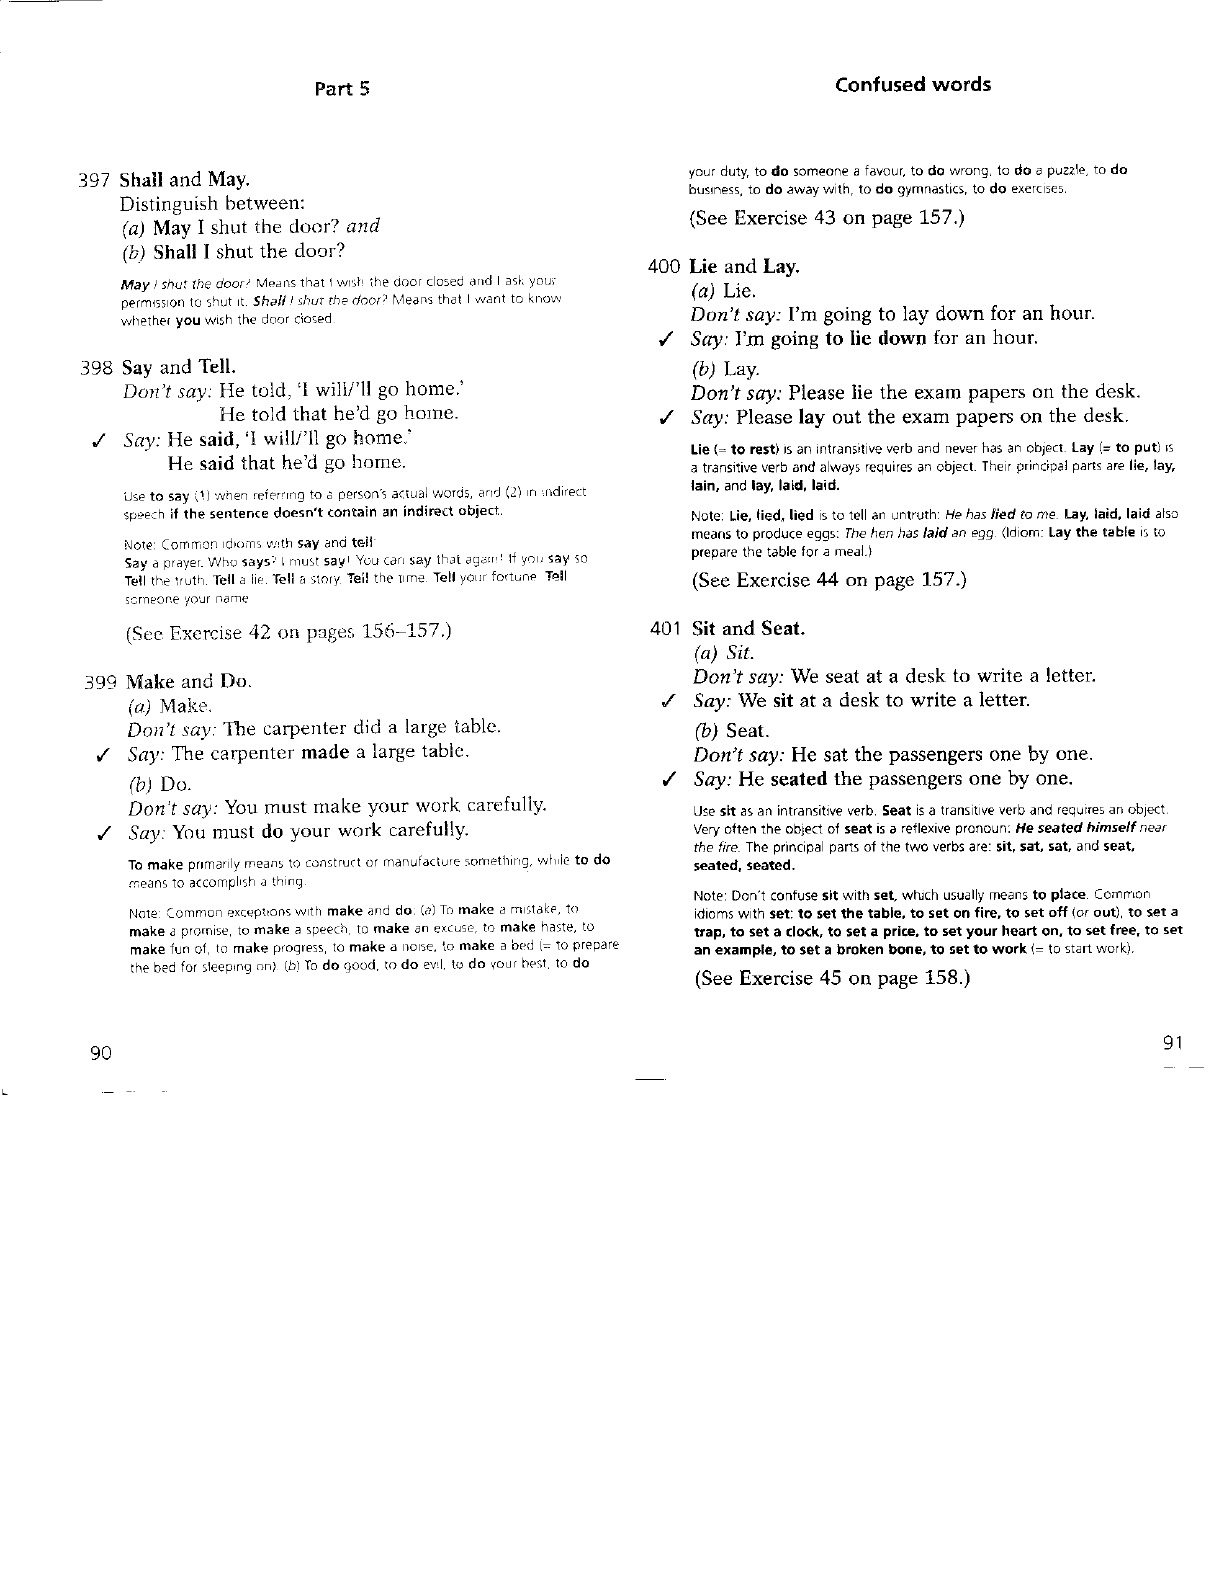 Part 5
397 Shall and May.
Distinguish between:
(a) May I shut the door? and
(b) Shall I shut the door?
May I shut the door? Means that I wish the door closed and I ask your
permission to shut it. Shall I shut the door? Means that I want to know
whether you wish the door closed.
398 Say and Tell.
Don't say: He told, 'I will/'ll go home.'
He told that he'd go home.
✓ Say: He said, 'I will/'ll go home.'
He said that he'd go home.
Use to say (1) when referring to a person's actual words, and (2) in indirect
speech if the sentence doesn't contain an indirect object.
Note: Common idioms with say and tell:
Say a prayer. Who says? I must say! You can say that again! If you say so
Tell the truth. Tell a lie. Tell a story. Tell the time. Tell your fortune. Tell
someone your name
(See Exercise 42 on pages 156–157.)
399 Make and Do.
(a) Make.
Don't say: The carpenter did a large table.
✓ Say: The carpenter made a large table.
(b) Do.
Don't say: You must make your work carefully.
✓ Say: You must do your work carefully.
To make primarily means to construct or manufacture something, while to do
means to accomplish a thing.
Note: Common exceptions with make and do: (a) To make a mistake, to
make a promise, to make a speech, to make an excuse, to make haste, to
make fun of, to make progress, to make a noise, to make a bed (= to prepare
the bed for sleeping on). (b) To do good, to do evil, to do your best, to do
90
Confused words
your duty, to do someone a favour, to do wrong, to do a puzzle, to do
business, to do away with, to do gymnastics, to do exercises.
(See Exercise 43 on page 157.)
400 Lie and Lay.
(a) Lie.
Don't say: I'm going to lay down for an hour.
✓ Say: I'm going to lie down for an hour.
(b) Lay.
Don't say: Please lie the exam papers on the desk.
✓ Say: Please lay out the exam papers on the desk.
Lie (= to rest) is an intransitive verb and never has an object. Lay (= to put) is
a transitive verb and always requires an object. Their principal parts are lie, lay,
lain, and lay, laid, laid.
Note: Lie, lied, lied is to tell an untruth: He has lied to me. Lay, laid, laid also
means to produce eggs: The hen has laid an egg. (Idiom: Lay the table is to
prepare the table for a meal.)
(See Exercise 44 on page 157.)
401 Sit and Seat.
(a) Sit.
Don't say: We seat at a desk to write a letter.
✓ Say: We sit at a desk to write a letter.
(b) Seat.
Don't say: He sat the passengers one by one.
✓ Say: He seated the passengers one by one.
Use sit as an intransitive verb. Seat is a transitive verb and requires an object.
Very often the object of seat is a reflexive pronoun: He seated himself near
the fire. The principal parts of the two verbs are: sit, sat, sat, and seat,
seated, seated.
Note: Don't confuse sit with set, which usually means to place. Common
idioms with set: to set the table, to set on fire, to set off (or out), to set a
trap, to set a clock, to set a price, to set your heart on, to set free, to set
an example, to set a broken bone, to set to work (= to start work).
(See Exercise 45 on page 158.)
91